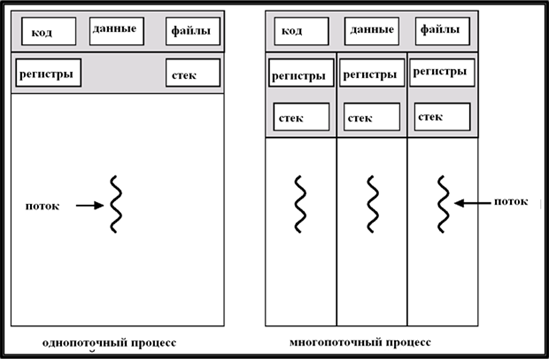 код данные файлы
регистры стек
поток
однопоточный процесс
код данные файлы
регистры регистры регистры
стек стек стек
поток
многопоточный процесс